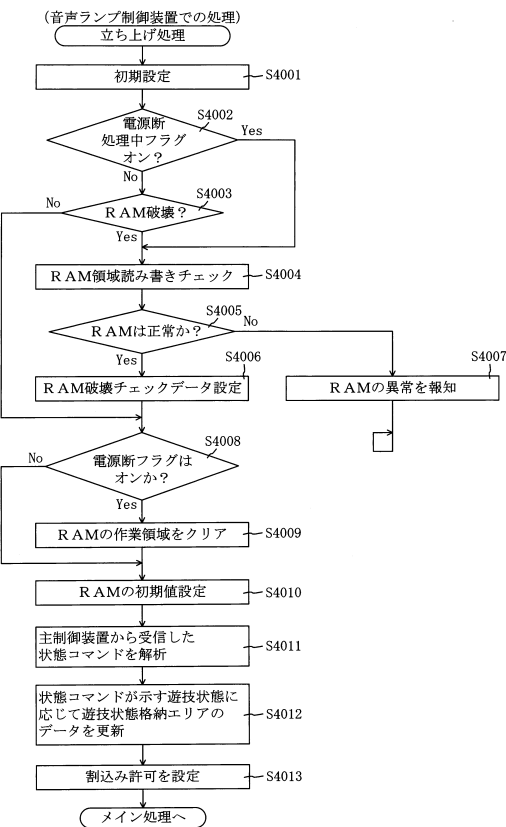 (音声ランプ制御装置での処理)
立ち上げ処理
初期設定
S4001
電源断
処理中フラグ
オン？
S4002
Yes
No
RAM破壊？
S4003
No
Yes
RAM領域読み書きチェック
S4004
RAMは正常か？
S4005
No
Yes
RAM破壊チェックデータ設定
S4006
RAMの異常を報知
S4007
電源断フラグは
オンか？
S4008
No
Yes
RAMの作業領域をクリア
S4009
RAMの初期値設定
S4010
主制御装置から受信した
状態コマンドを解析
S4011
状態コマンドが示す遊技状態に
応じて遊技状態格納エリアの
データを更新
S4012
割込み許可を設定
S4013
メイン処理へ